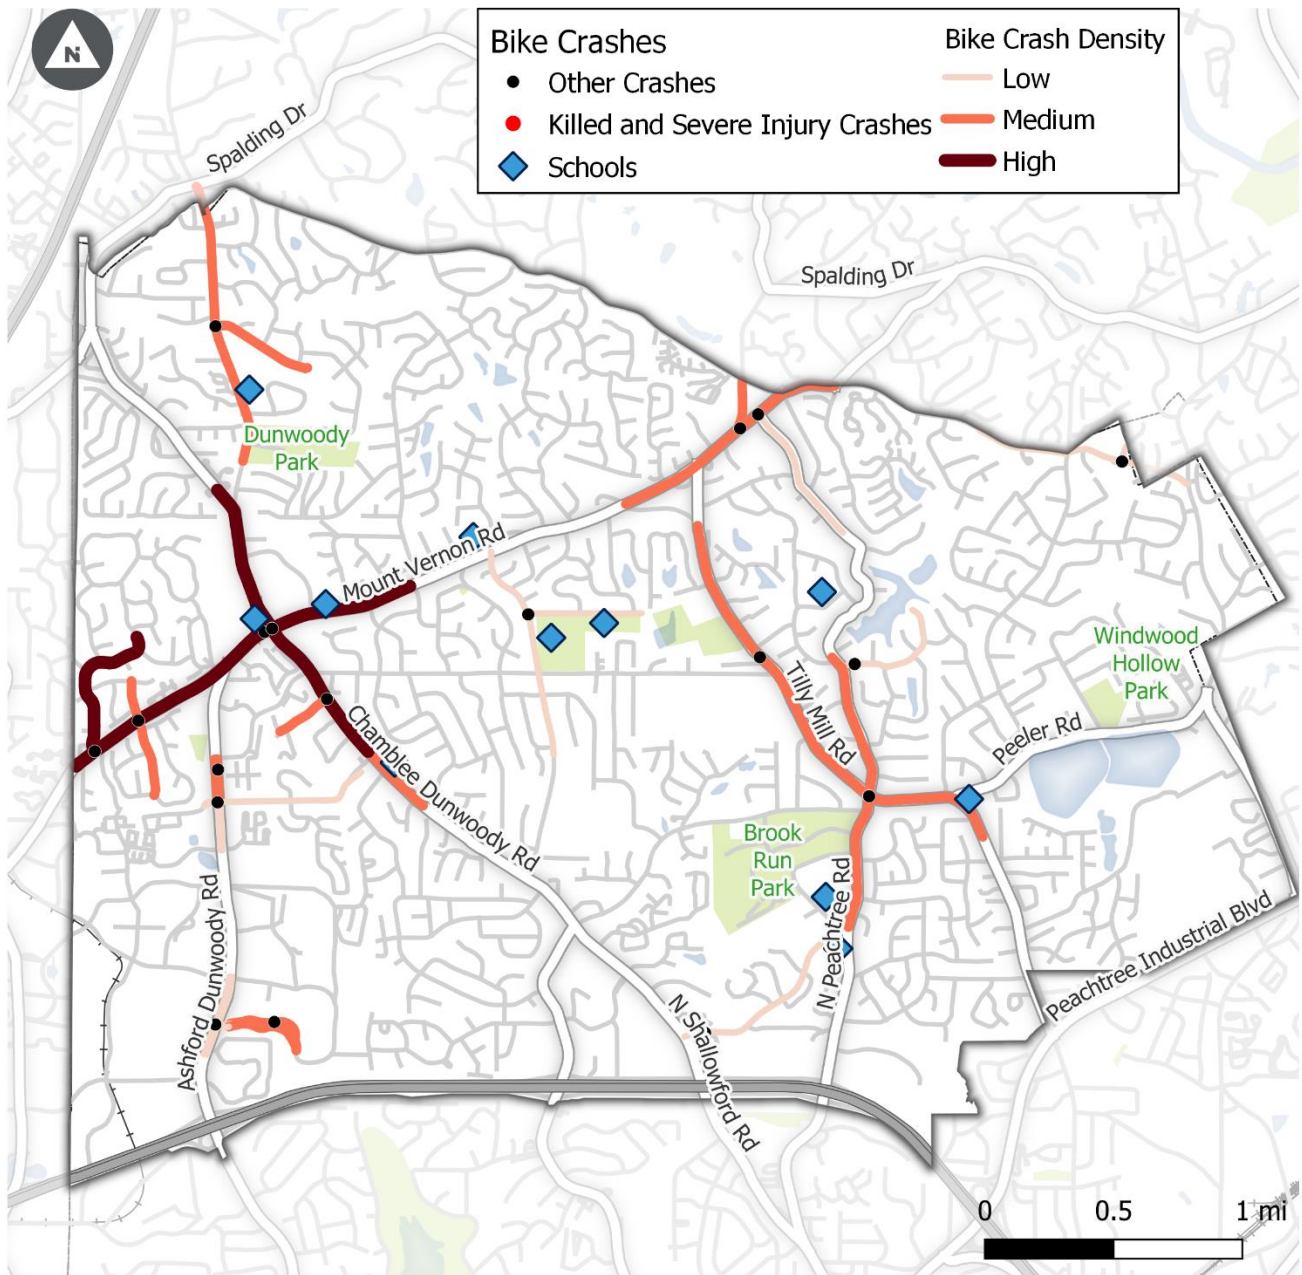 N
Bike Crashes
Other Crashes
Killed and Severe Injury Crashes
Schools
Bike Crash Density
Low
Medium
High
Spalding Dr
Spalding Dr
Dunwoody
Park
Mount Vernon Rd
Windwood
Hollow
Park
Tilly Mill Rd
Peeler Rd
Chamblee Dunwoody Rd
Brook
Run
Park
N Peachtree Rd
Ashford Dunwoody Rd
Peachtree Industrial Blvd
N Shallowford Rd
0 0.5 1 mi